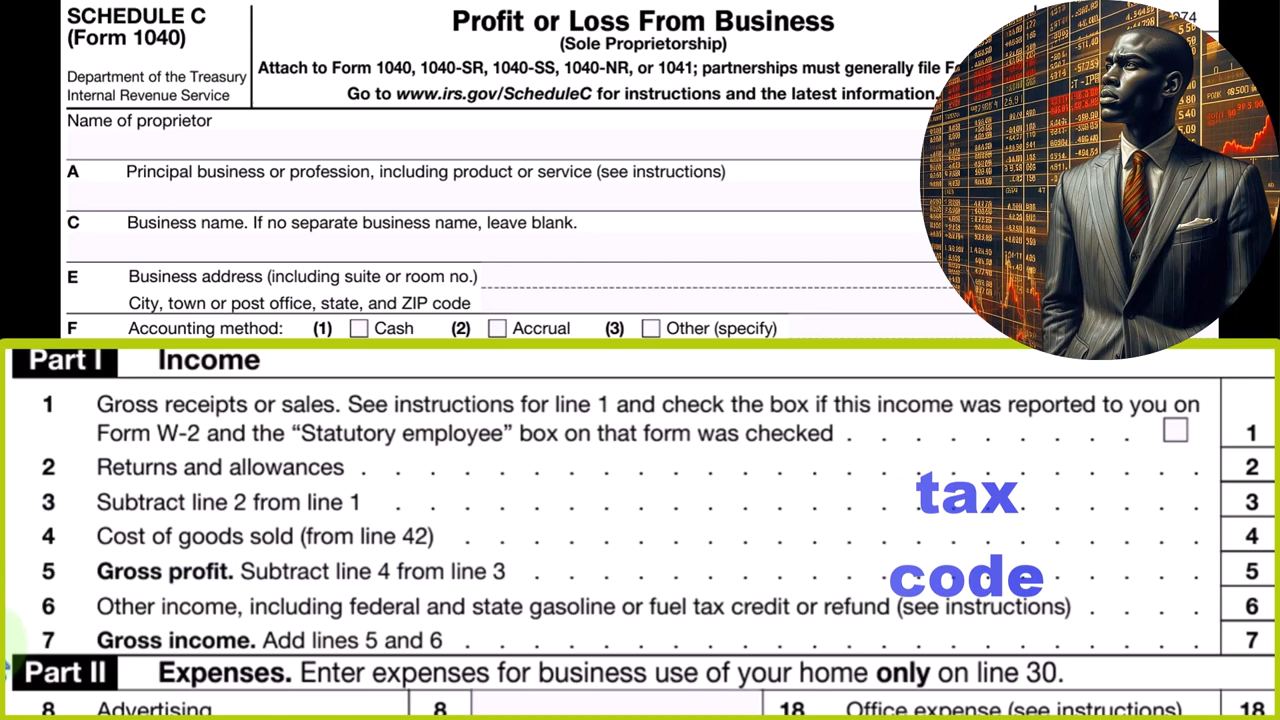 SCHEDULE C
(Form 1040)
Department of the Treasury
Internal Revenue Service
Profit or Loss From Business
(Sole Proprietorship)
Attach to Form 1040, 1040-SR, 1040-SS, 1040-NR, or 1041; partnerships must generally file
Go to www.irs.gov/ScheduleC for instructions and the latest information.
Name of proprietor
A Principal business or profession, including product or service (see instructions)
C Business name. If no separate business name, leave blank.
E Business address (including suite or room no.)
City, town or post office, state, and ZIP code
F Accounting method: (1) Cash (2) Accrual (3) Other (specify)
Part I Income
1 Gross receipts or sales. See instructions for line 1 and check the box if this income was reported to you on
Form W-2 and the “Statutory employee” box on that form was checked . . . . . . . . . 1
2 Returns and allowances . . . . . . . . . . . . . . . . . . . . . . 2
3 Subtract line 2 from line 1 . . . . . . . . . . . . . . . . . . . . . 3
4 Cost of goods sold (from line 42) . . . . . . . . . . . . . . . . . . . 4
5 Gross profit. Subtract line 4 from line 3 . . . . . . . . . . . . . . . . . 5
6 Other income, including federal and state gasoline or fuel tax credit or refund (see instructions) . . . . 6
7 Gross income. Add lines 5 and 6 . . . . . . . . . . . . . . . . . . . 7
tax
code
Part II Expenses. Enter expenses for business use of your home only on line 30.
8 Advertising 8 18 Office expense (see instructions) 18